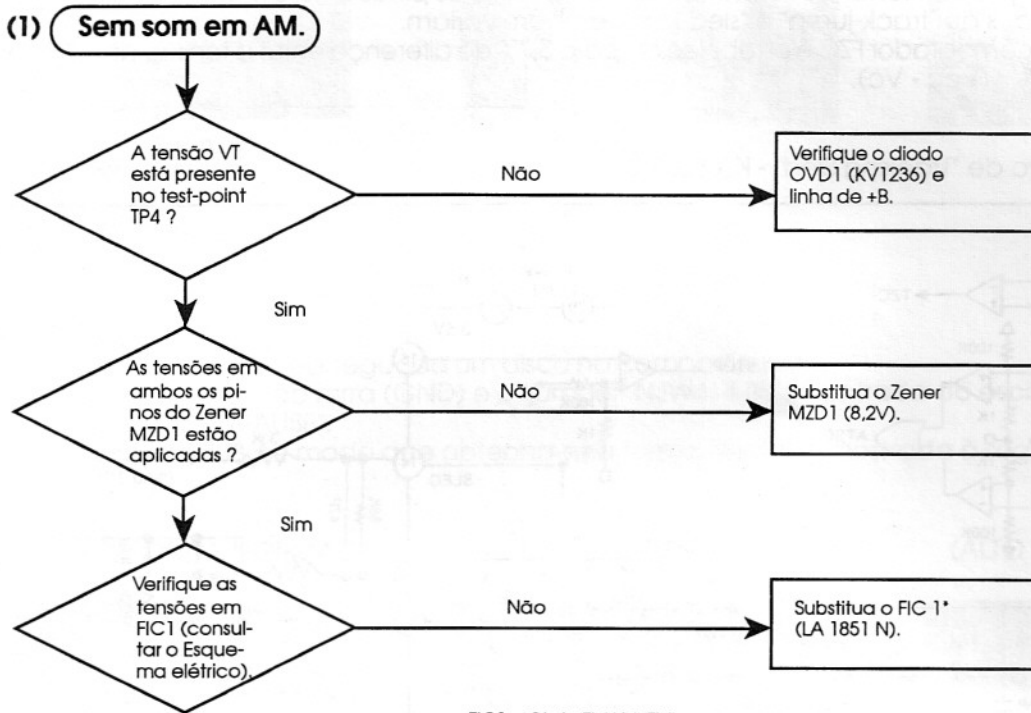 (1) Sem som em AM.
A tensão VT
está presente
no test-point
TP4 ?
Não
Verifique o diodo
OVD1 (KV1236) e
linha de +B.
Sim
As tensões em
ambos os pi-
nos do Zener
MZD1 estão
aplicadas ?
Não
Substitua o Zener
MZD1 (8,2V).
Sim
Verifique as
tensões em
FIC1 (consul-
tar o Esque-
ma elétrico).
Não
Substitua o FIC 1*
(LA 1851 N).